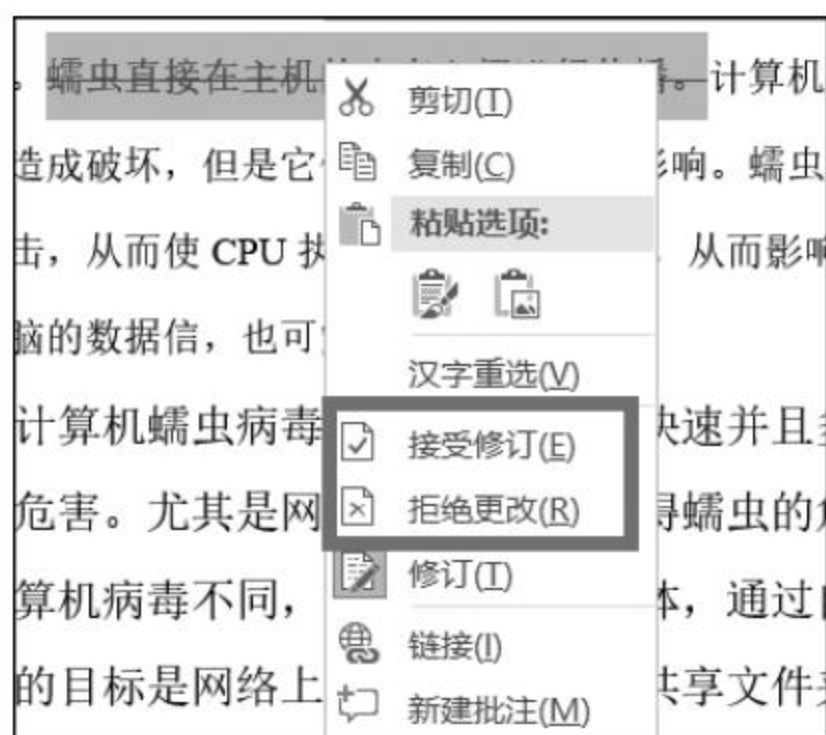 。蠕虫直接在主机 。计算机
剪切(T)
造成破坏，但是它 影响。蠕虫
复制(C)
粘贴选项:
击，从而使 CPU 执 从而影响
脑的数据信，也可
汉字重选(V)
计算机蠕虫病毒 快速并且
接受修订(E)
危害。尤其是网 得蠕虫的
拒绝更改(R)
修订(T)
算机病毒不同， 体，通过
链接(I)
的目标是网络上 共享文件夹
新建批注(M)